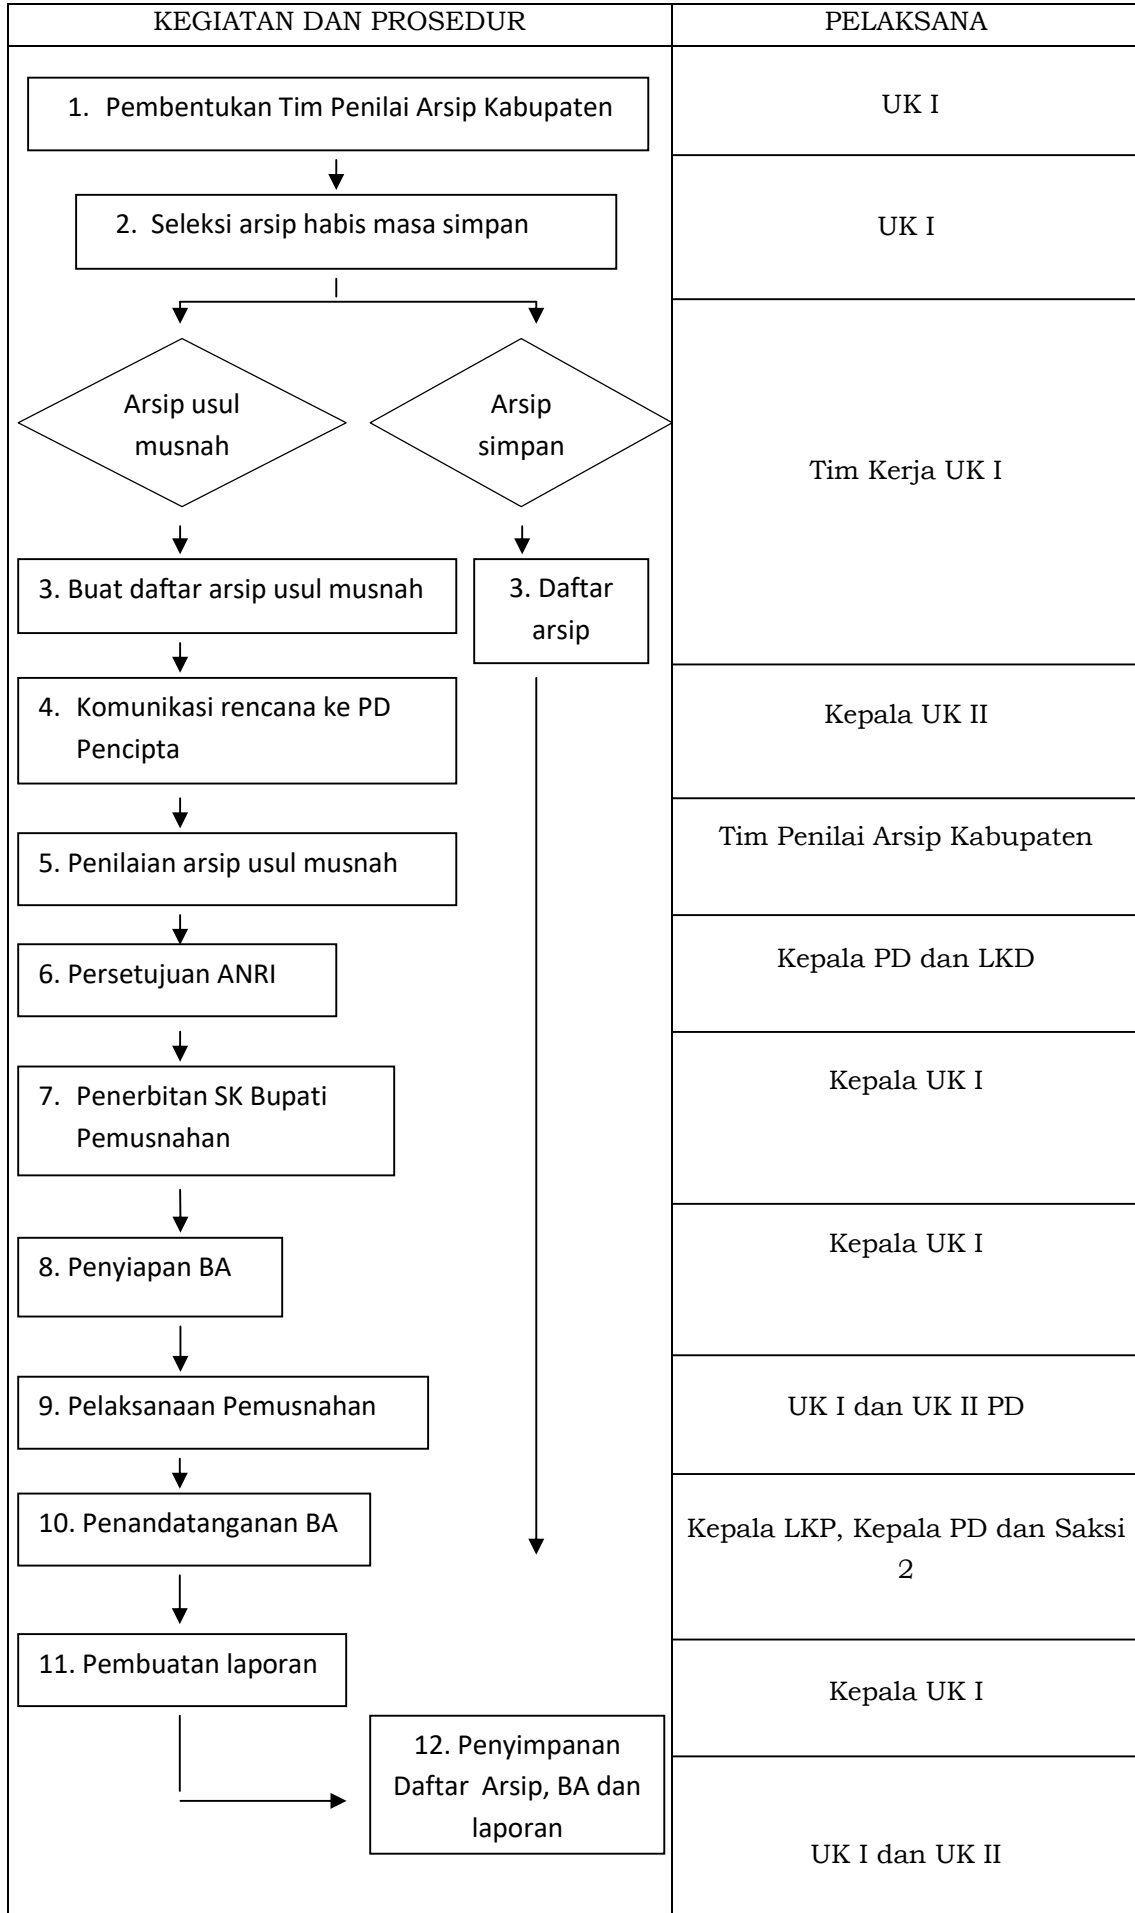 KEGIATAN DAN PROSEDUR
PELAKSANA
1. Pembentukan Tim Penilai Arsip Kabupaten
UK I
2. Seleksi arsip habis masa simpan
UK I
Arsip usul
musnah
Arsip
simpan
Tim Kerja UK I
3. Buat daftar arsip usul musnah
3. Daftar
arsip
4. Komunikasi rencana ke PD
Pencipta
Kepala UK II
5. Penilaian arsip usul musnah
Tim Penilai Arsip Kabupaten
6. Persetujuan ANRI
Kepala PD dan LKD
7. Penerbitan SK Bupati
Pemusnahan
Kepala UK I
8. Penyiapan BA
Kepala UK I
9. Pelaksanaan Pemusnahan
UK I dan UK II PD
10. Penandatanganan BA
Kepala LKP, Kepala PD dan Saksi
2
11. Pembuatan laporan
Kepala UK I
12. Penyimpanan
Daftar Arsip, BA dan
laporan
UK I dan UK II